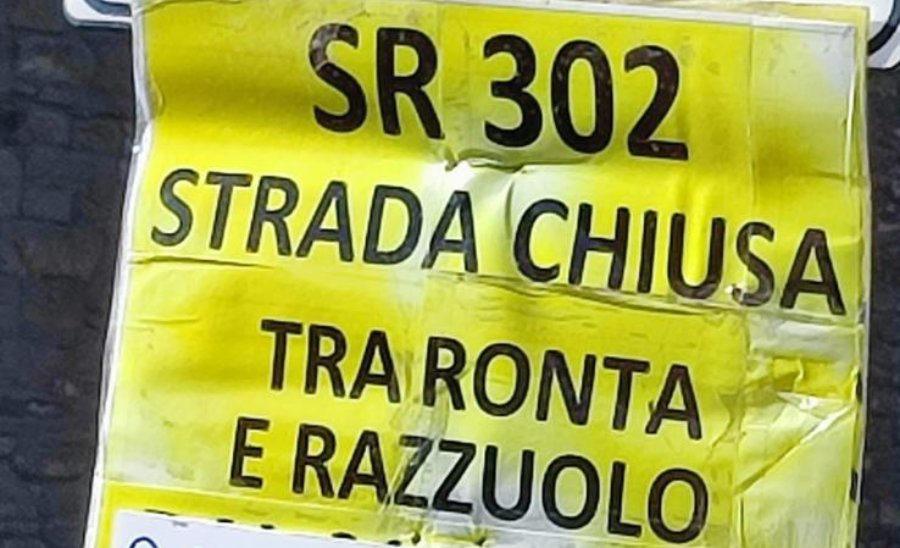 SR 302
STRADA CHIUSA
TRA RONTA
E RAZZUOLO